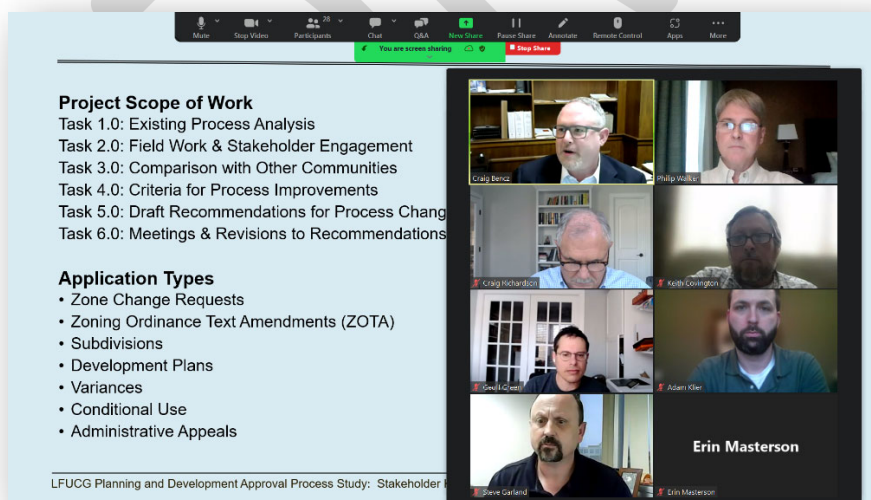 Mute
Stop Video
28
Participants
Chat
Q&A
New Share
Pause Share
Annotate
Remote Control
Apps
More
You are screen sharing
Stop Share
Project Scope of Work
Task 1.0: Existing Process Analysis
Task 2.0: Field Work & Stakeholder Engagement
Task 3.0: Comparison with Other Communities
Task 4.0: Criteria for Process Improvements
Task 5.0: Draft Recommendations for Process Chang
Task 6.0: Meetings & Revisions to Recommendations
Application Types
• Zone Change Requests
• Zoning Ordinance Text Amendments (ZOTA)
• Subdivisions
• Development Plans
• Variances
• Conditional Use
• Administrative Appeals
LFUCG Planning and Development Approval Process Study: Stakeholder
Craig Bencz
Philip Walker
Craig Richardson
Keith Covington
Geoff Green
Adam Klier
Steve Garland
Erin Masterson
Erin Masterson